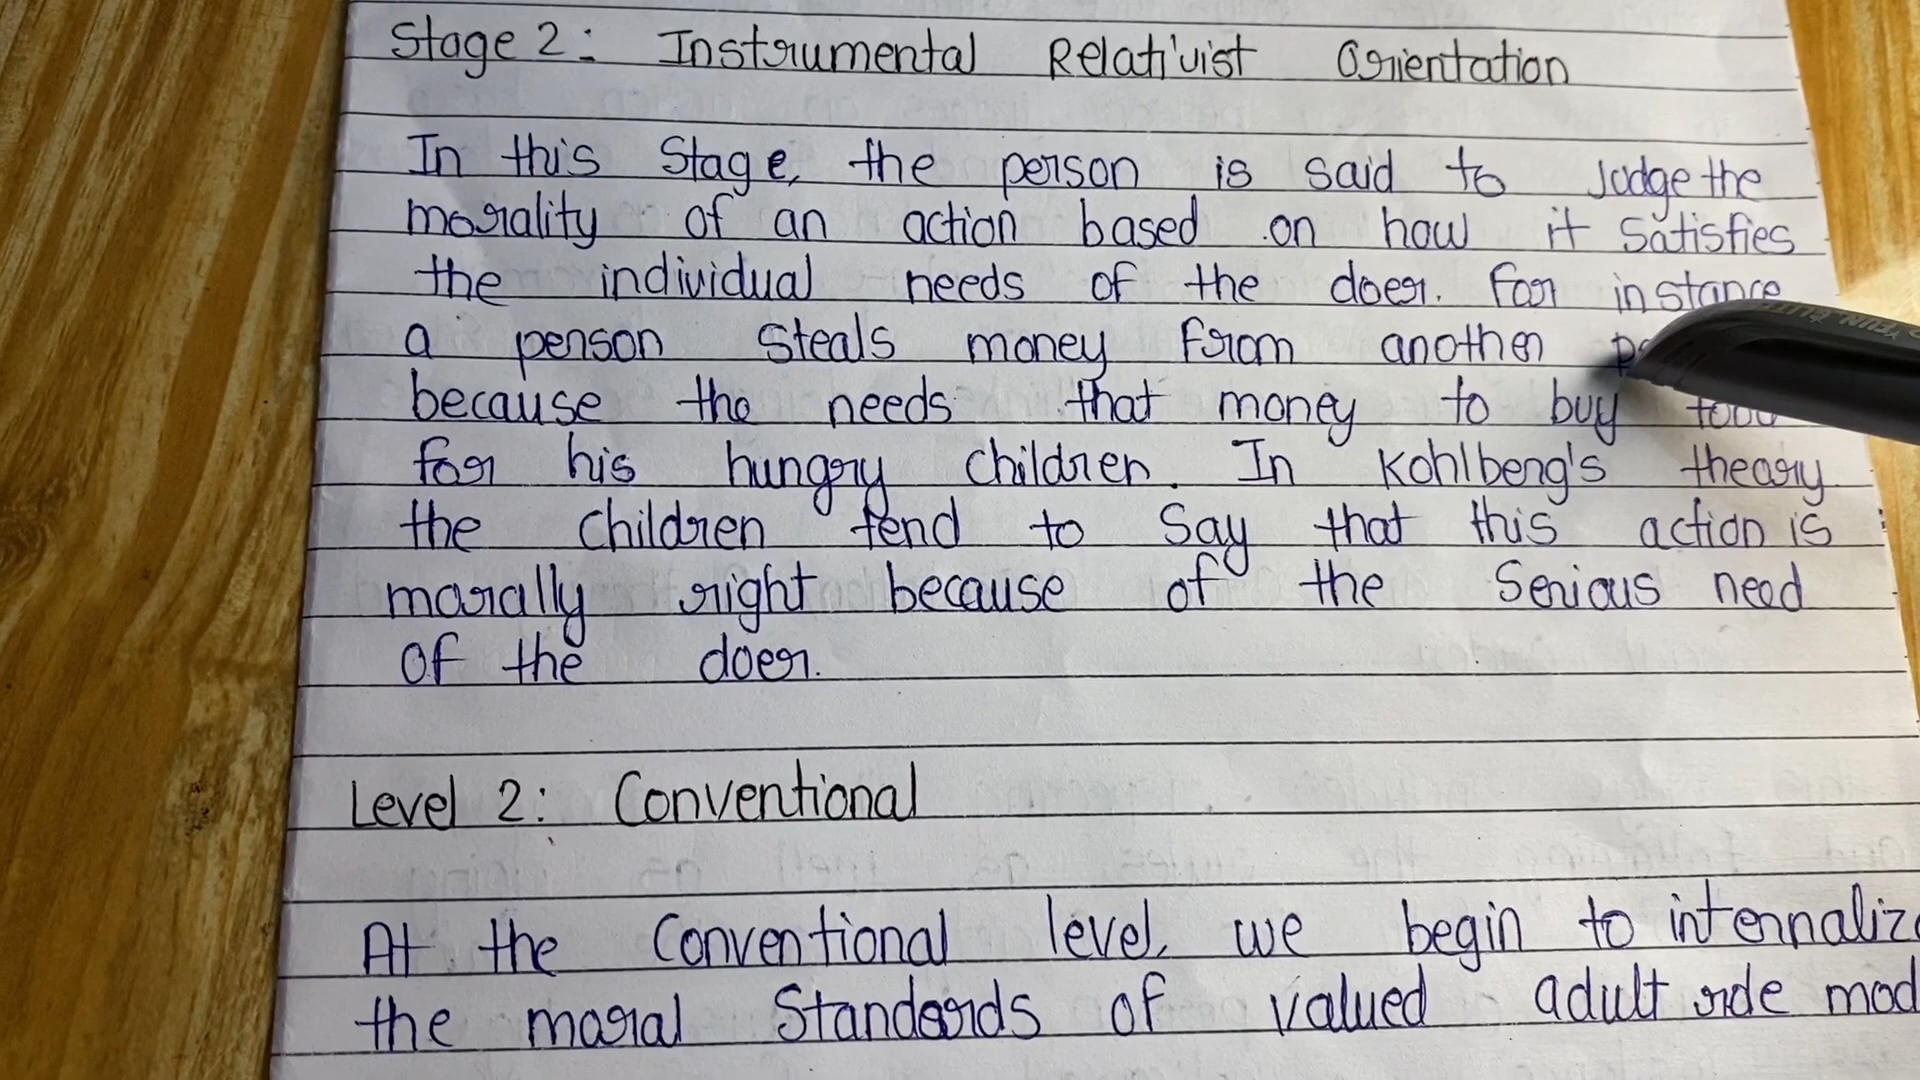 Stage 2: Instrumental Relativist Orientation
In this Stage, the person is said to Judge the
morality of an action based on how it satisfies
the individual needs of the doer. For instance
a person steals money from another
because the needs that money to buy food
for his hungry children. In Kohlberg's theory
the children tend to say that this action is
morally right because of the serious need
of the doer.
Level 2: Conventional
At the Conventional level, we begin to internaliz
the moral Standards of valued adult role mod